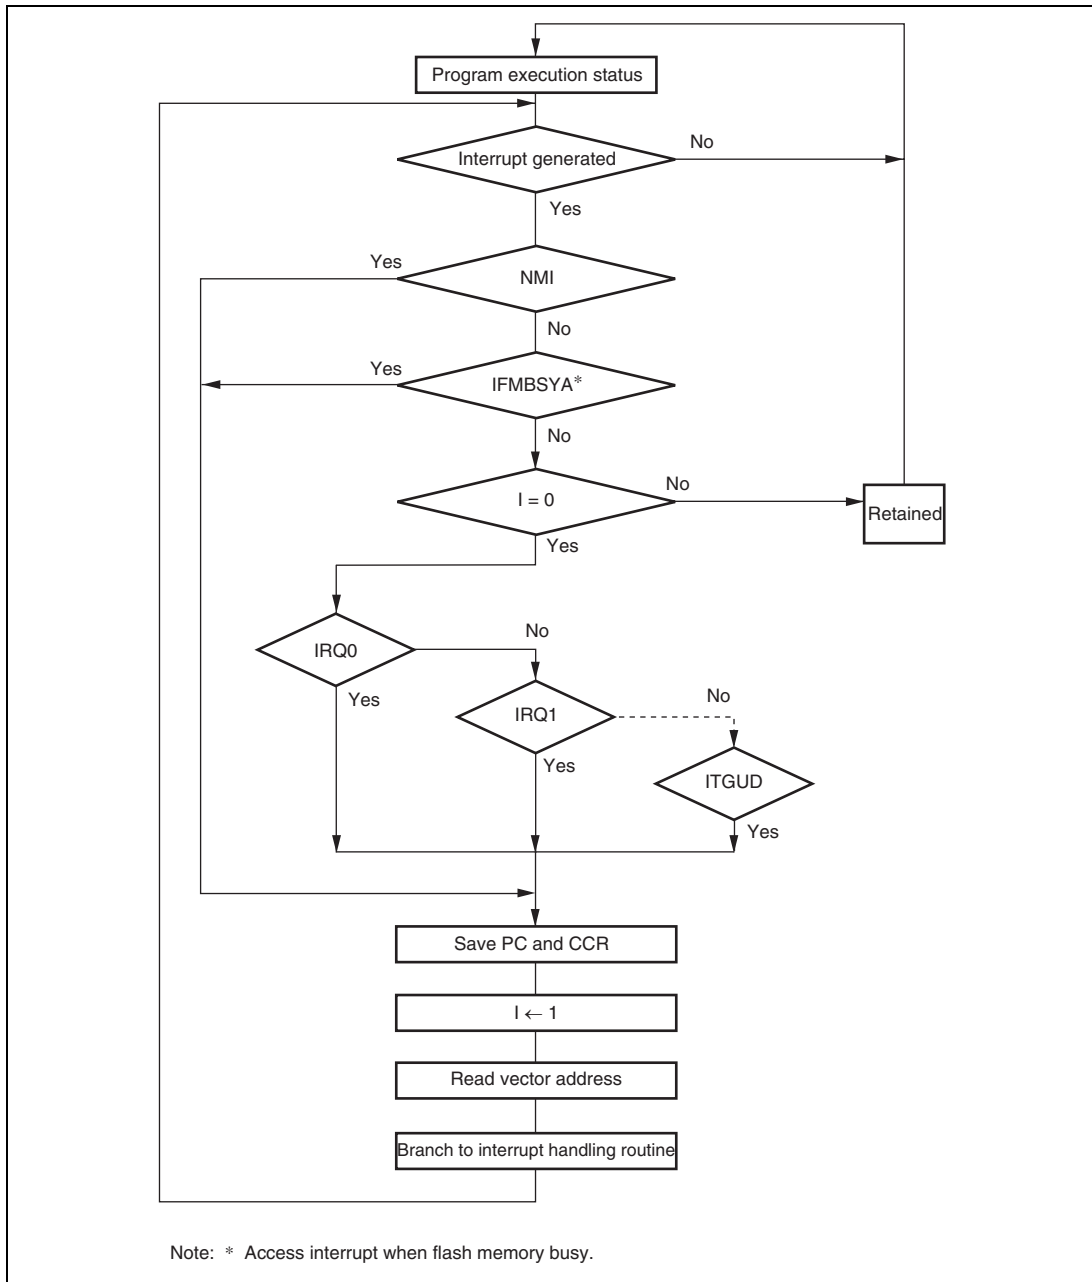 Program execution status
Interrupt generated
No
Yes
Yes
NMI
No
Yes
IFMBSYA*
No
I = 0
No
Retained
Yes
IRQ0
No
Yes
IRQ1
No
Yes
ITGUD
Yes
Save PC and CCR
I ← 1
Read vector address
Branch to interrupt handling routine
Note: * Access interrupt when flash memory busy.